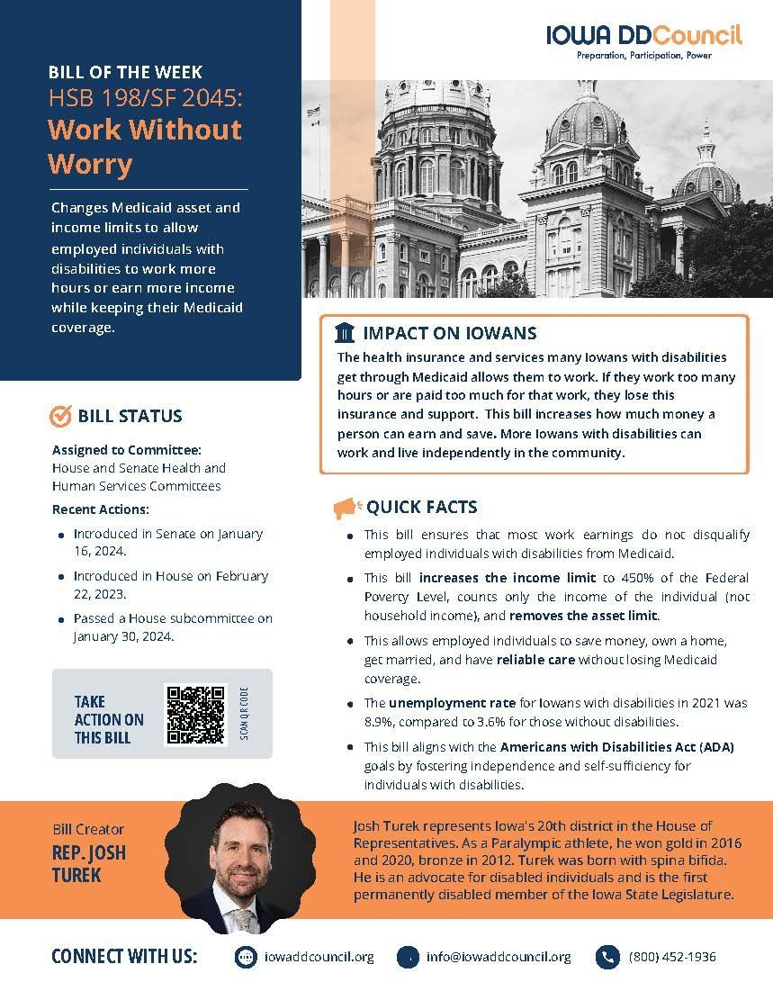 IOWA DDCouncil
Preparation, Participation, Power
BILL OF THE WEEK
HSB 198/SF 2045:
Work Without
Worry
Changes Medicaid asset and
income limits to allow
employed individuals with
disabilities to work more
hours or earn more income
while keeping their Medicaid
coverage.
BILL STATUS
Assigned to Committee:
House and Senate Health and
Human Services Committees
Recent Actions:
Introduced in Senate on January
16, 2024.
Introduced in House on February
22, 2023.
Passed a House subcommittee on
January 30, 2024.
TAKE
ACTION ON
THIS BILL
SCAN QR CODE
IMPACT ON IOWANS
The health insurance and services many Iowans with disabilities
get through Medicaid allows them to work. If they work too many
hours or are paid too much for that work, they lose this
insurance and support. This bill increases how much money a
person can earn and save. More Iowans with disabilities can
work and live independently in the community.
QUICK FACTS
This bill ensures that most work earnings do not disqualify
employed individuals with disabilities from Medicaid.
This bill increases the income limit to 450% of the Federal
Poverty Level, counts only the income of the individual (not
household income), and removes the asset limit.
This allows employed individuals to save money, own a home,
get married, and have reliable care without losing Medicaid
coverage.
The unemployment rate for Iowans with disabilities in 2021 was
8.9%, compared to 3.6% for those without disabilities.
This bill aligns with the Americans with Disabilities Act (ADA)
goals by fostering independence and self-sufficiency for
individuals with disabilities.
Bill Creator
REP. JOSH
TUREK
Josh Turek represents Iowa's 20th district in the House of
Representatives. As a Paralympic athlete, he won gold in 2016
and 2020, bronze in 2012. Turek was born with spina bifida.
He is an advocate for disabled individuals and is the first
permanently disabled member of the Iowa State Legislature.
CONNECT WITH US:
iowaddcouncil.org
info@iowaddcouncil.org
(800) 452-1936